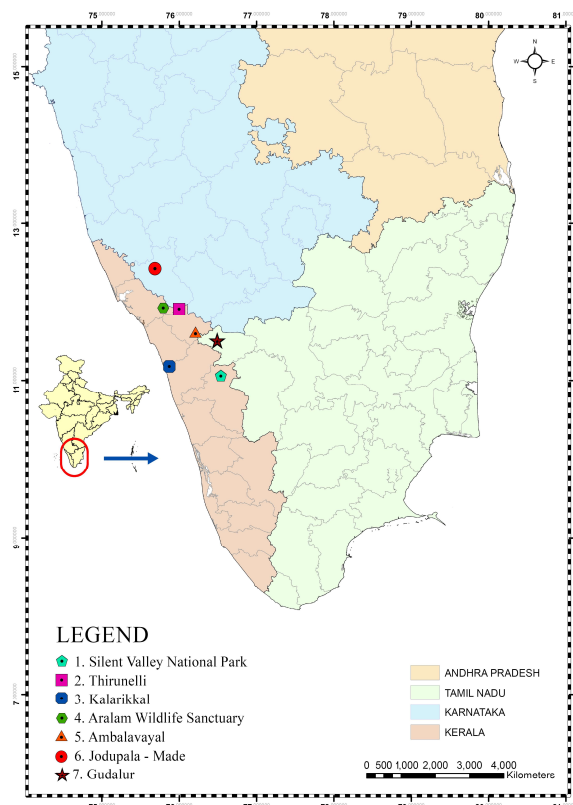 75 76 77 78 79 80 81
N
W E
S
15
13
11
9
7
LEGEND
1. Silent Valley National Park
2. Thirunelli
3. Kalarikkal
4. Aralam Wildlife Sanctuary
5. Ambalavayal
6. Jodupala - Made
7. Gudalur
ANDHRA PRADESH
TAMIL NADU
KARNATAKA
KERALA
0 500 1,000 2,000 3,000 4,000
Kilometers